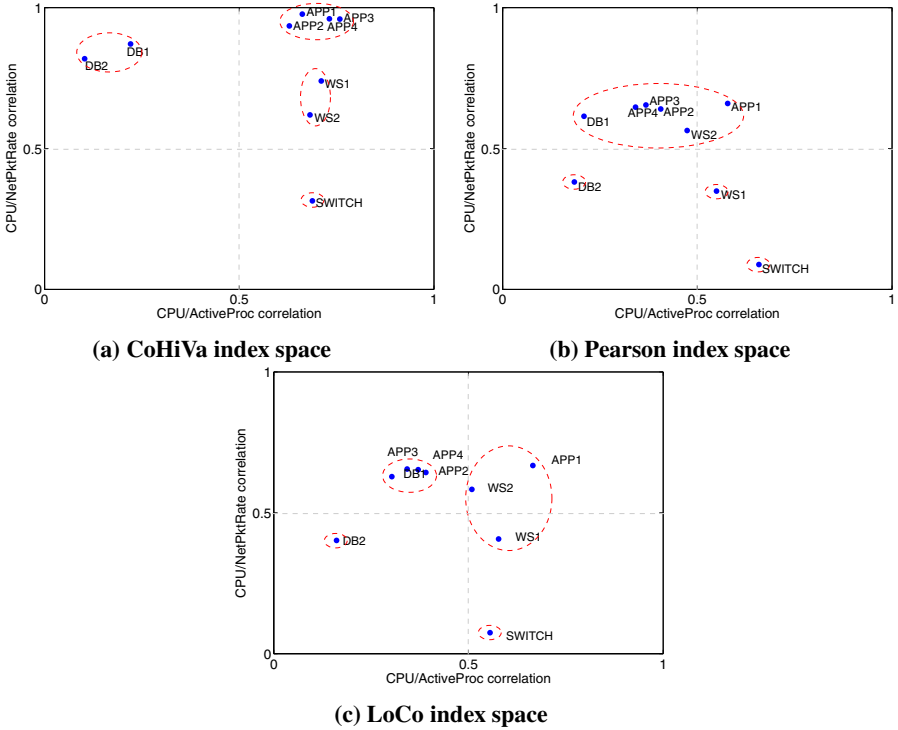 1
APP1
APP3
APP2
APP4
DB1
DB2
WS1
WS2
0.5
SWITCH
0
0
0.5
1
CPU/NetPktRate correlation
CPU/ActiveProc correlation
(a) CoHiVa index space
1
APP3
APP1
APP4
APP2
DB1
WS2
0.5
DB2
WS1
SWITCH
0
0
0.5
1
CPU/NetPktRate correlation
CPU/ActiveProc correlation
(b) Pearson index space
1
APP3
APP4
APP1
DB1
APP2
WS2
0.5
DB2
WS1
SWITCH
0
0
0.5
1
CPU/NetPktRate correlation
CPU/ActiveProc correlation
(c) LoCo index space